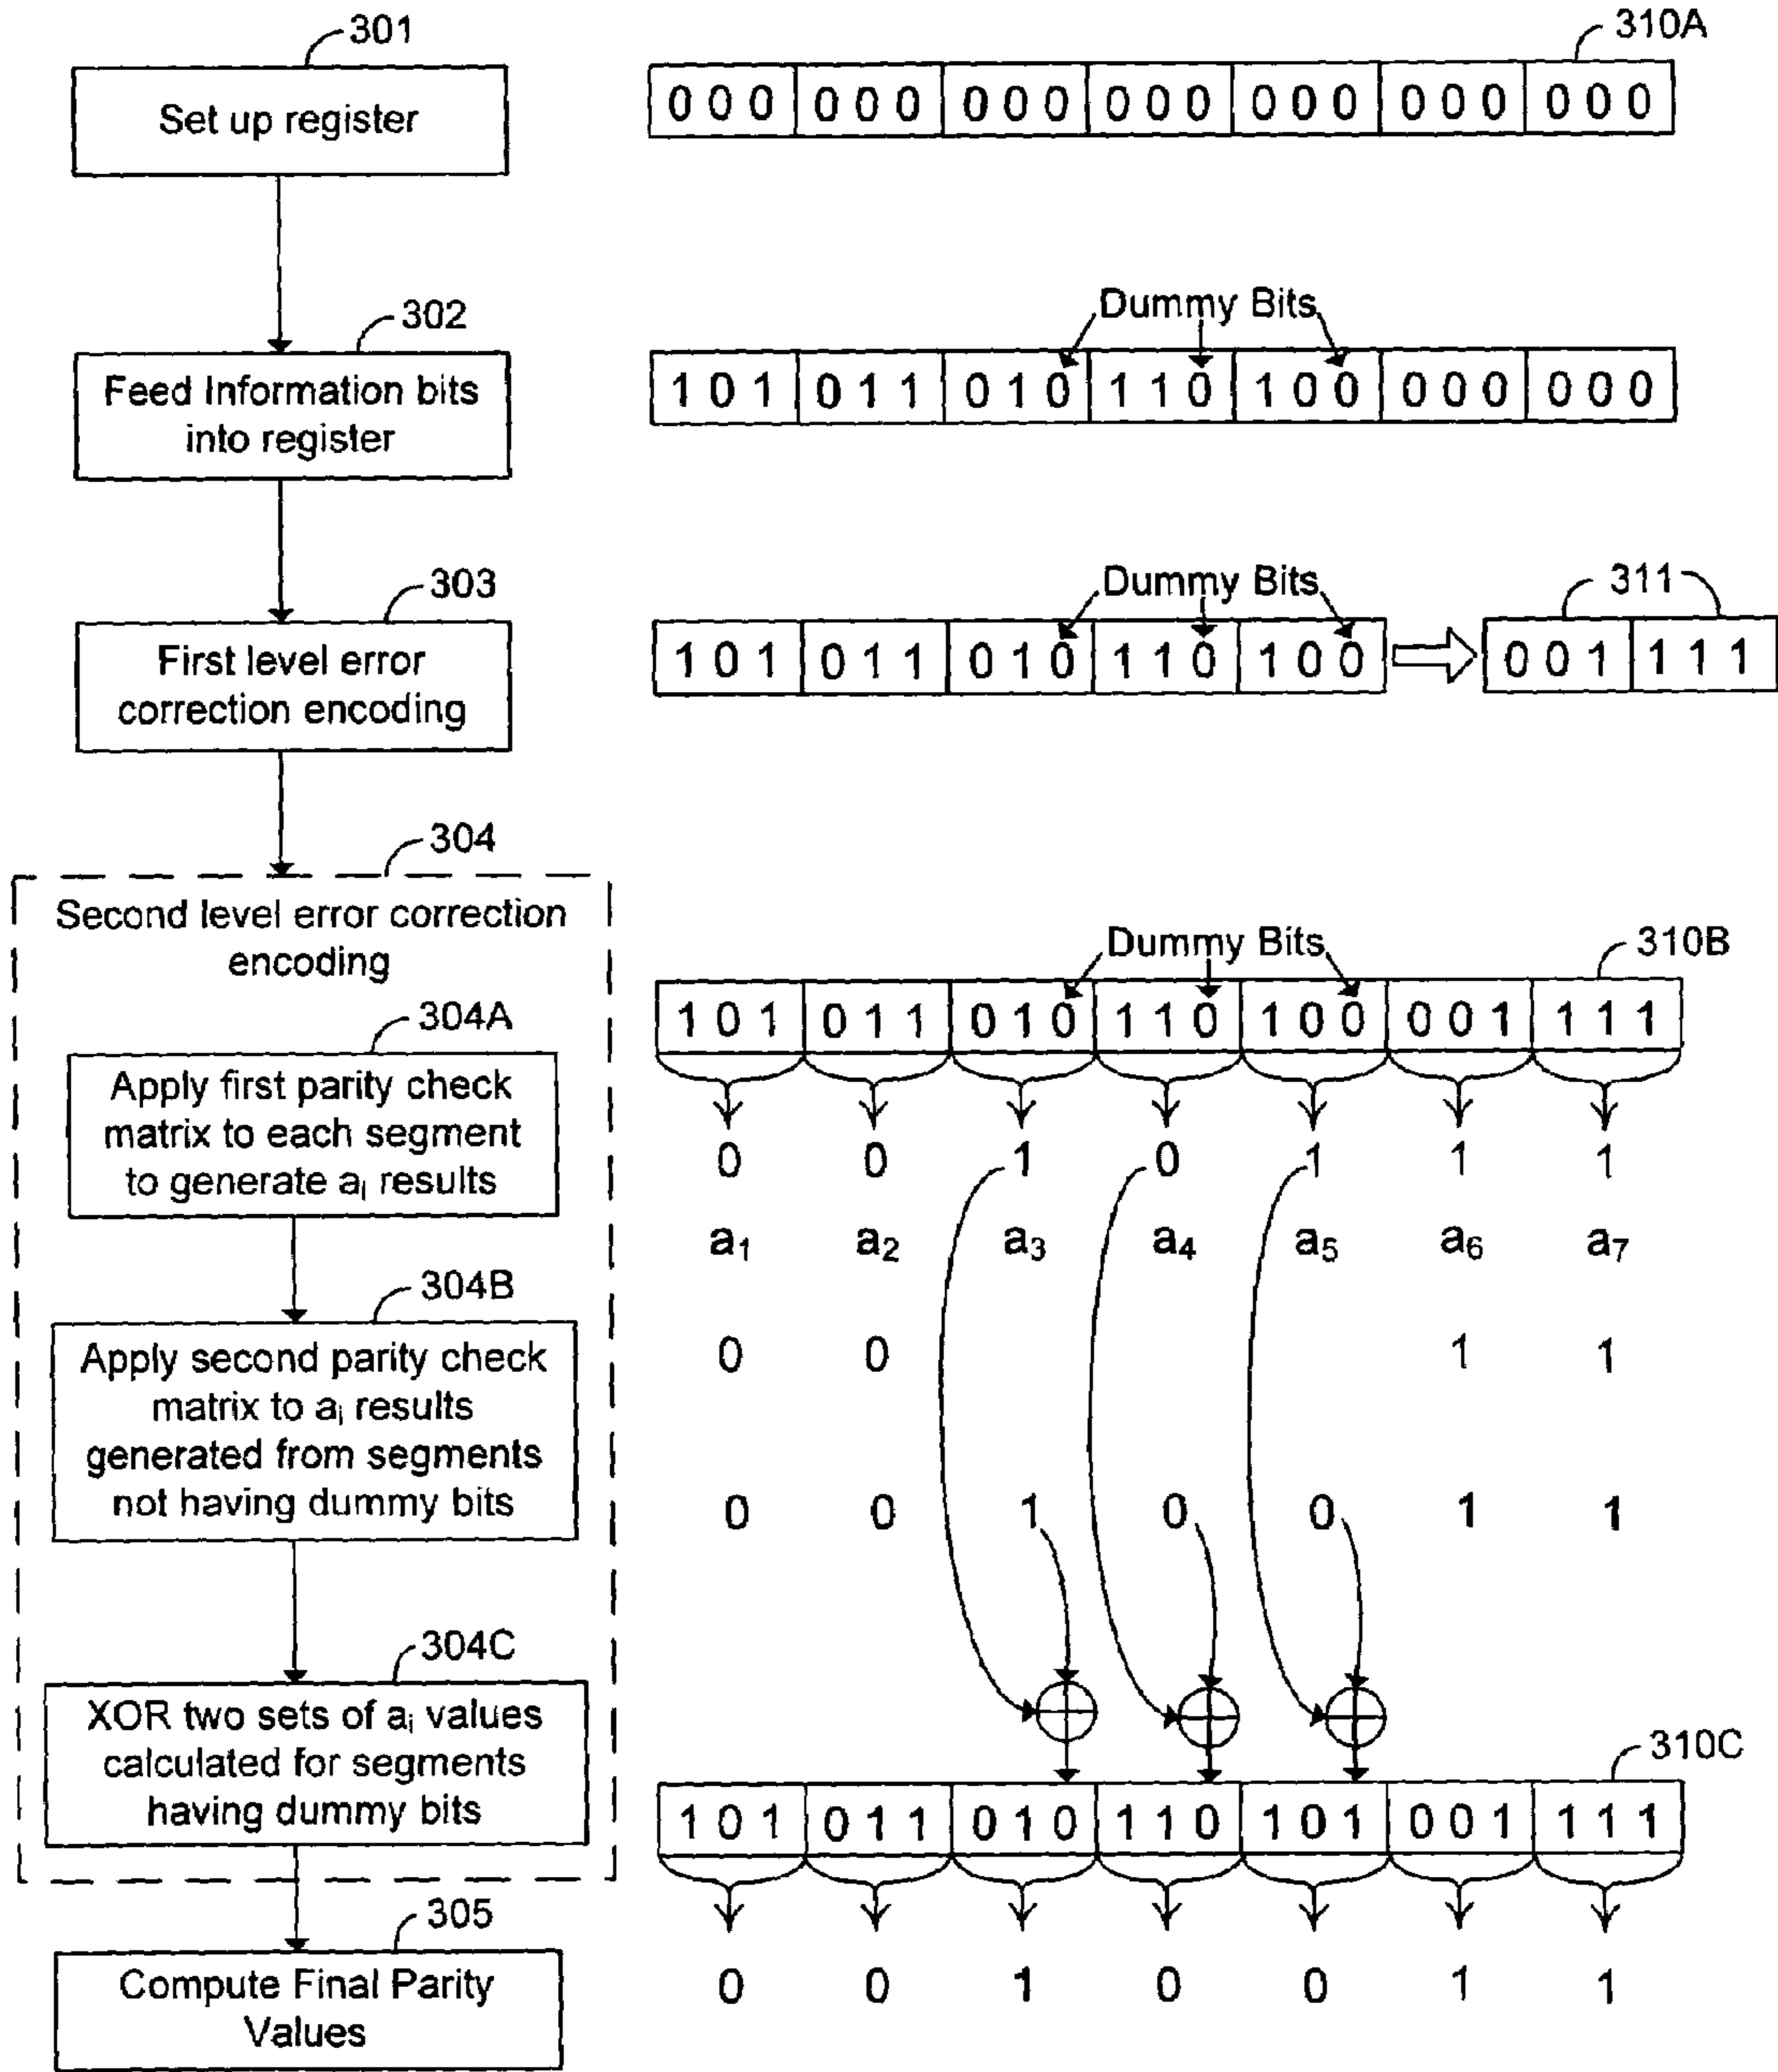 301
310A
Set up register
0 0 0 0 0 0 0 0 0 0 0 0 0 0 0 0 0 0 0 0 0
302
Dummy Bits
Feed Information bits
into register
1 0 1 0 1 1 0 1 0 1 1 0 1 0 0 0 0 0 0 0 0
303
Dummy Bits
311
First level error
correction encoding
1 0 1 0 1 1 0 1 0 1 1 0 1 0 0 0 0 1 1 1 1
304
Second level error correction
encoding
Dummy Bits
310B
1 0 1 0 1 1 0 1 0 1 1 0 1 0 0 0 0 1 1 1 1
304A
Apply first parity check
matrix to each segment
to generate ai results
0 0 1 0 1 1 1
a1 a2 a3 a4 a5 a6 a7
304B
Apply second parity check
matrix to ai results
generated from segments
not having dummy bits
0 0 1 1
0 0 1 0 0 1 1
304C
XOR two sets of ai values
calculated for segments
having dummy bits
310C
1 0 1 0 1 1 0 1 0 1 1 0 1 0 1 0 0 1 1 1 1
305
Compute Final Parity
Values
0 0 1 0 0 1 1